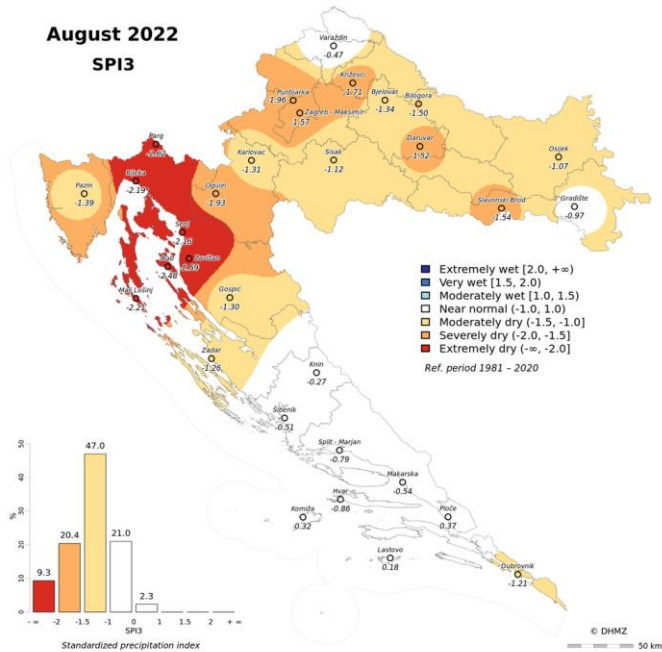 August 2022
SPI3
Varaždin
-0.47
Križevci
-1.71
Puntijarka
-1.96
Bjelovar
-1.34
Bilogora
-1.50
Zagreb - Maksimir
-1.57
Parg
Karlovac
-1.31
Sisak
-1.12
Daruvar
-1.52
Osijek
-1.07
Rijeka
-2.19
Pazin
-1.39
Ogulin
-1.93
Slavonski Brod
-1.54
Gradište
-0.97
Senj
Rab
-2.48
Zavižan
Mali Lošinj
Gospić
-1.30
Extremely wet [2.0, +∞)
Very wet [1.5, 2.0)
Moderately wet [1.0, 1.5)
Near normal (-1.0, 1.0)
Moderately dry (-1.5, -1.0]
Severely dry (-2.0, -1.5]
Extremely dry (-∞, -2.0]
Ref. period 1981 – 2020
Zadar
-1.26
Knin
-0.27
Šibenik
-0.51
Split - Marjan
-0.79
Makarska
-0.54
Hvar
-0.86
Komiža
0.32
Ploče
0.37
Lastovo
0.18
Dubrovnik
-1.21
50
40
30
20
10
0
%
9.3
20.4
47.0
21.0
2.3
- ∞ -2 -1.5 -1 0 1 1.5 2 + ∞
SPI3
Standardized precipitation index
© DHMZ
50 km